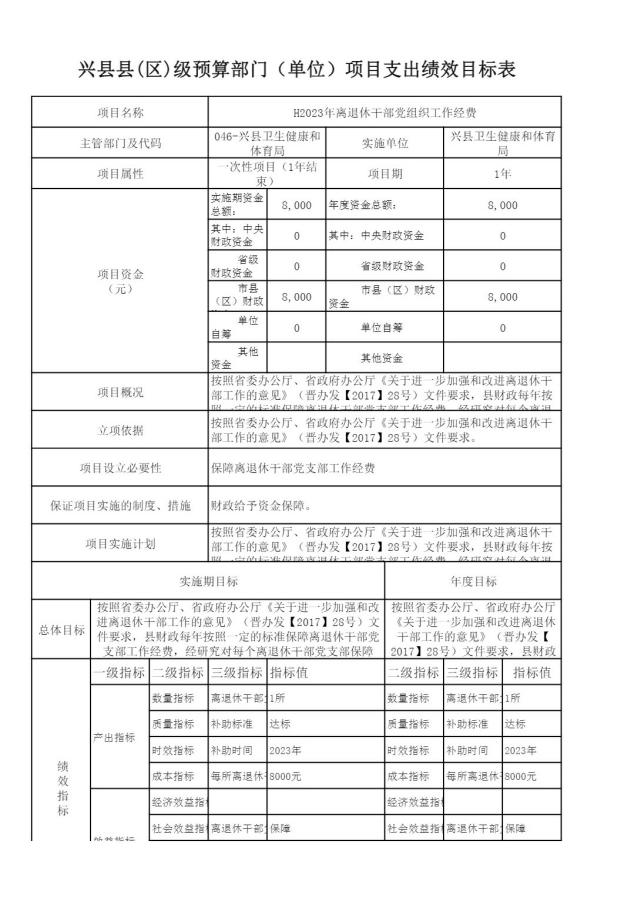 兴县县(区)级预算部门（单位）项目支出绩效目标表
项目名称 H2023年离退休干部党组织工作经费
主管部门及代码 046-兴县卫生健康和体育局 实施单位 兴县卫生健康和体育局
项目属性 一次性项目（1年结束） 项目期 1年
项目资金（元） 实施期资金总额： 8,000 年度资金总额： 8,000
其中：中央财政资金 0 其中：中央财政资金 0
省级财政资金 0 省级财政资金 0
市县（区）财政 8,000 市县（区）财政资金 8,000
单位自筹 0 单位自筹 0
其他资金 其他资金
项目概况 按照省委办公厅、省政府办公厅《关于进一步加强和改进离退休干
部工作的意见》（晋办发【2017】28号）文件要求，县财政每年按
照一定的标准保障离退休干部党支部工作经费，经研究对每个离退
立项依据 按照省委办公厅、省政府办公厅《关于进一步加强和改进离退休干
部工作的意见》（晋办发【2017】28号）文件要求。
项目设立必要性 保障离退休干部党支部工作经费
保证项目实施的制度、措施 财政给予资金保障。
项目实施计划 按照省委办公厅、省政府办公厅《关于进一步加强和改进离退休干
部工作的意见》（晋办发【2017】28号）文件要求，县财政每年按
照一定的标准保障离退休干部党支部工作经费，经研究对每个离退
实施期目标 年度目标
总体目标 按照省委办公厅、省政府办公厅《关于进一步加强和改
进离退休干部工作的意见》（晋办发【2017】28号）文
件要求，县财政每年按照一定的标准保障离退休干部党
支部工作经费，经研究对每个离退休干部党支部保障
按照省委办公厅、省政府办公厅
《关于进一步加强和改进离退休
干部工作的意见》（晋办发【
2017】28号）文件要求，县财政
绩效指标
一级指标 二级指标 三级指标 指标值 二级指标 三级指标 指标值
产出指标 数量指标 离退休干部 1所 数量指标 离退休干部 1所
质量指标 补助标准 达标 质量指标 补助标准 达标
时效指标 补助时间 2023年 时效指标 补助时间 2023年
成本指标 每所离退休 8000元 成本指标 每所离退休 8000元
效益指标 经济效益指标 经济效益指标
社会效益指标 离退休干部 保障 社会效益指标 离退休干部 保障